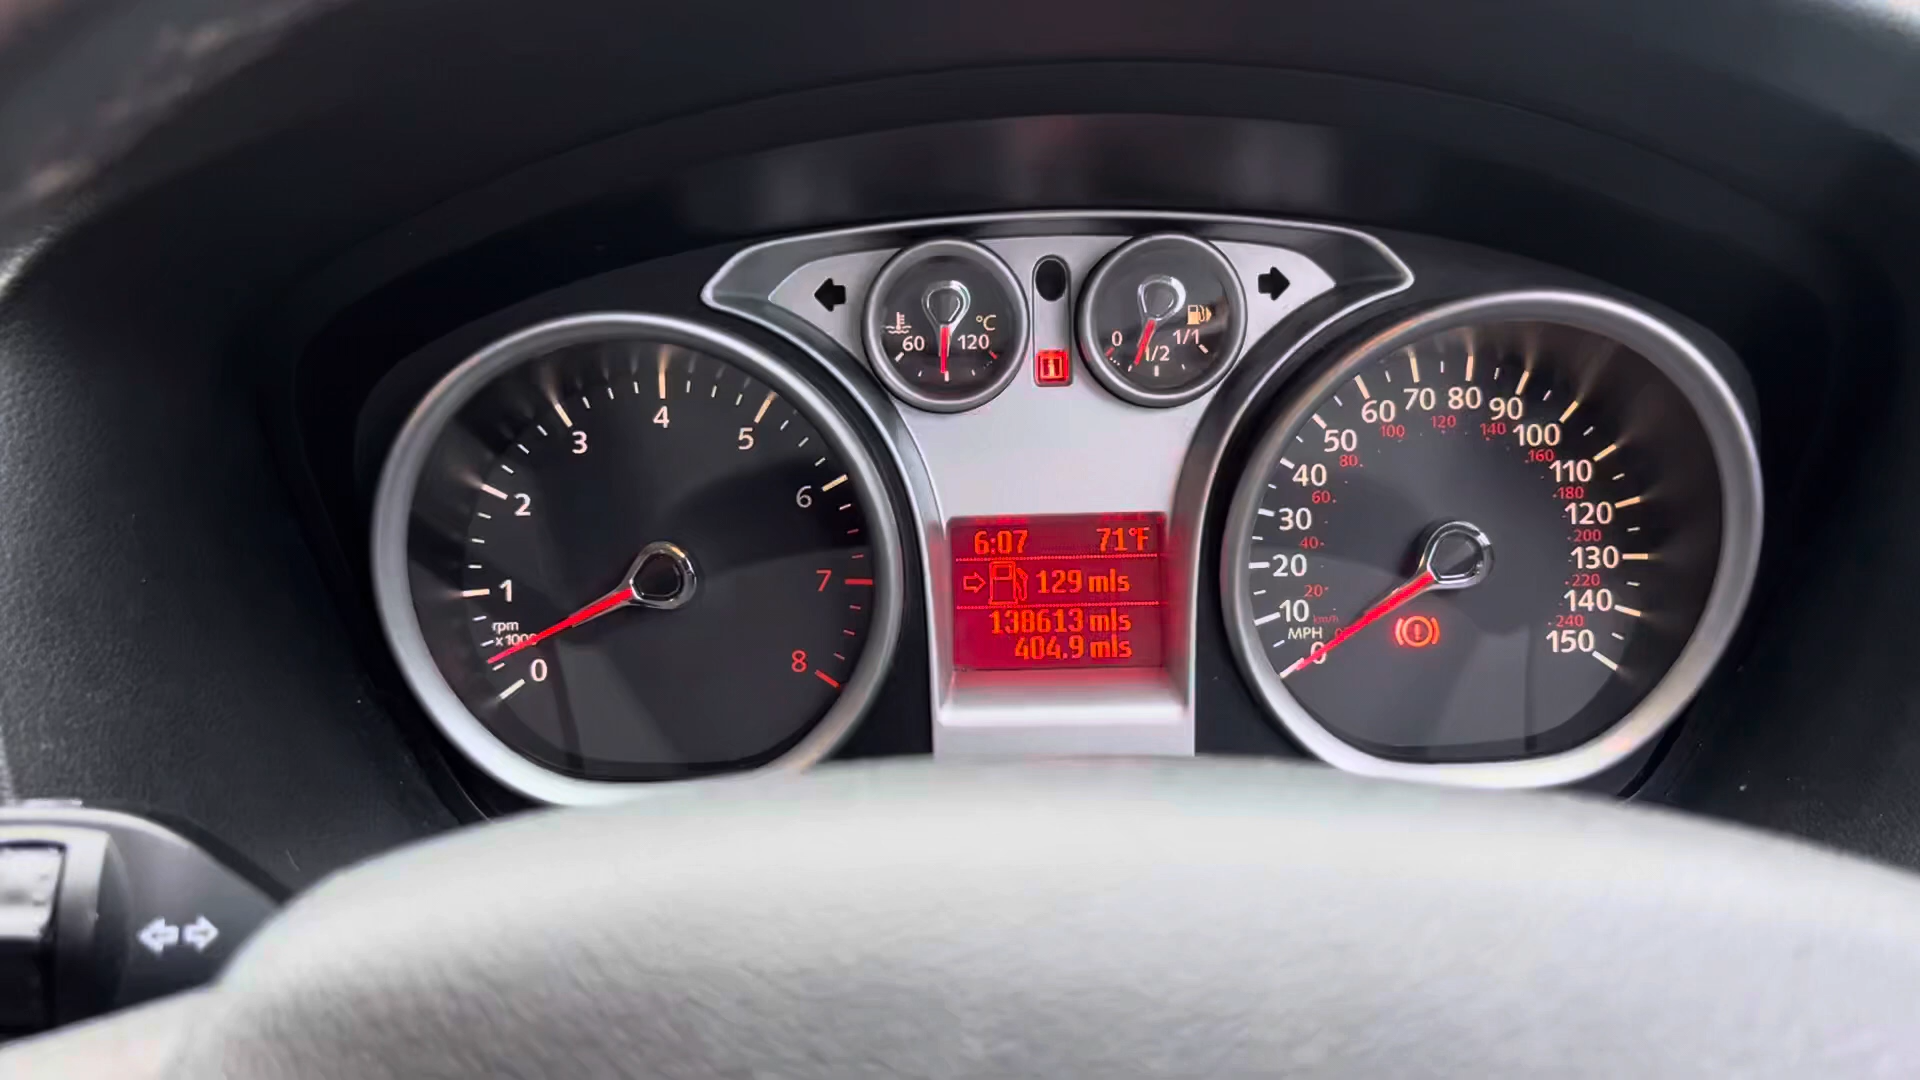 60 °C 120
0 1/2 1/1
1 2 3 4 5 6 7 8
rpm
x1000
0
6:07 71°F
129 mls
138613 mls
404.9 mls
0 10 20 30 40 50 60 70 80 90 100 110 120 130 140 150
MPH
km/h
20 40 60 80 100 120 140 160 180 200 220 240